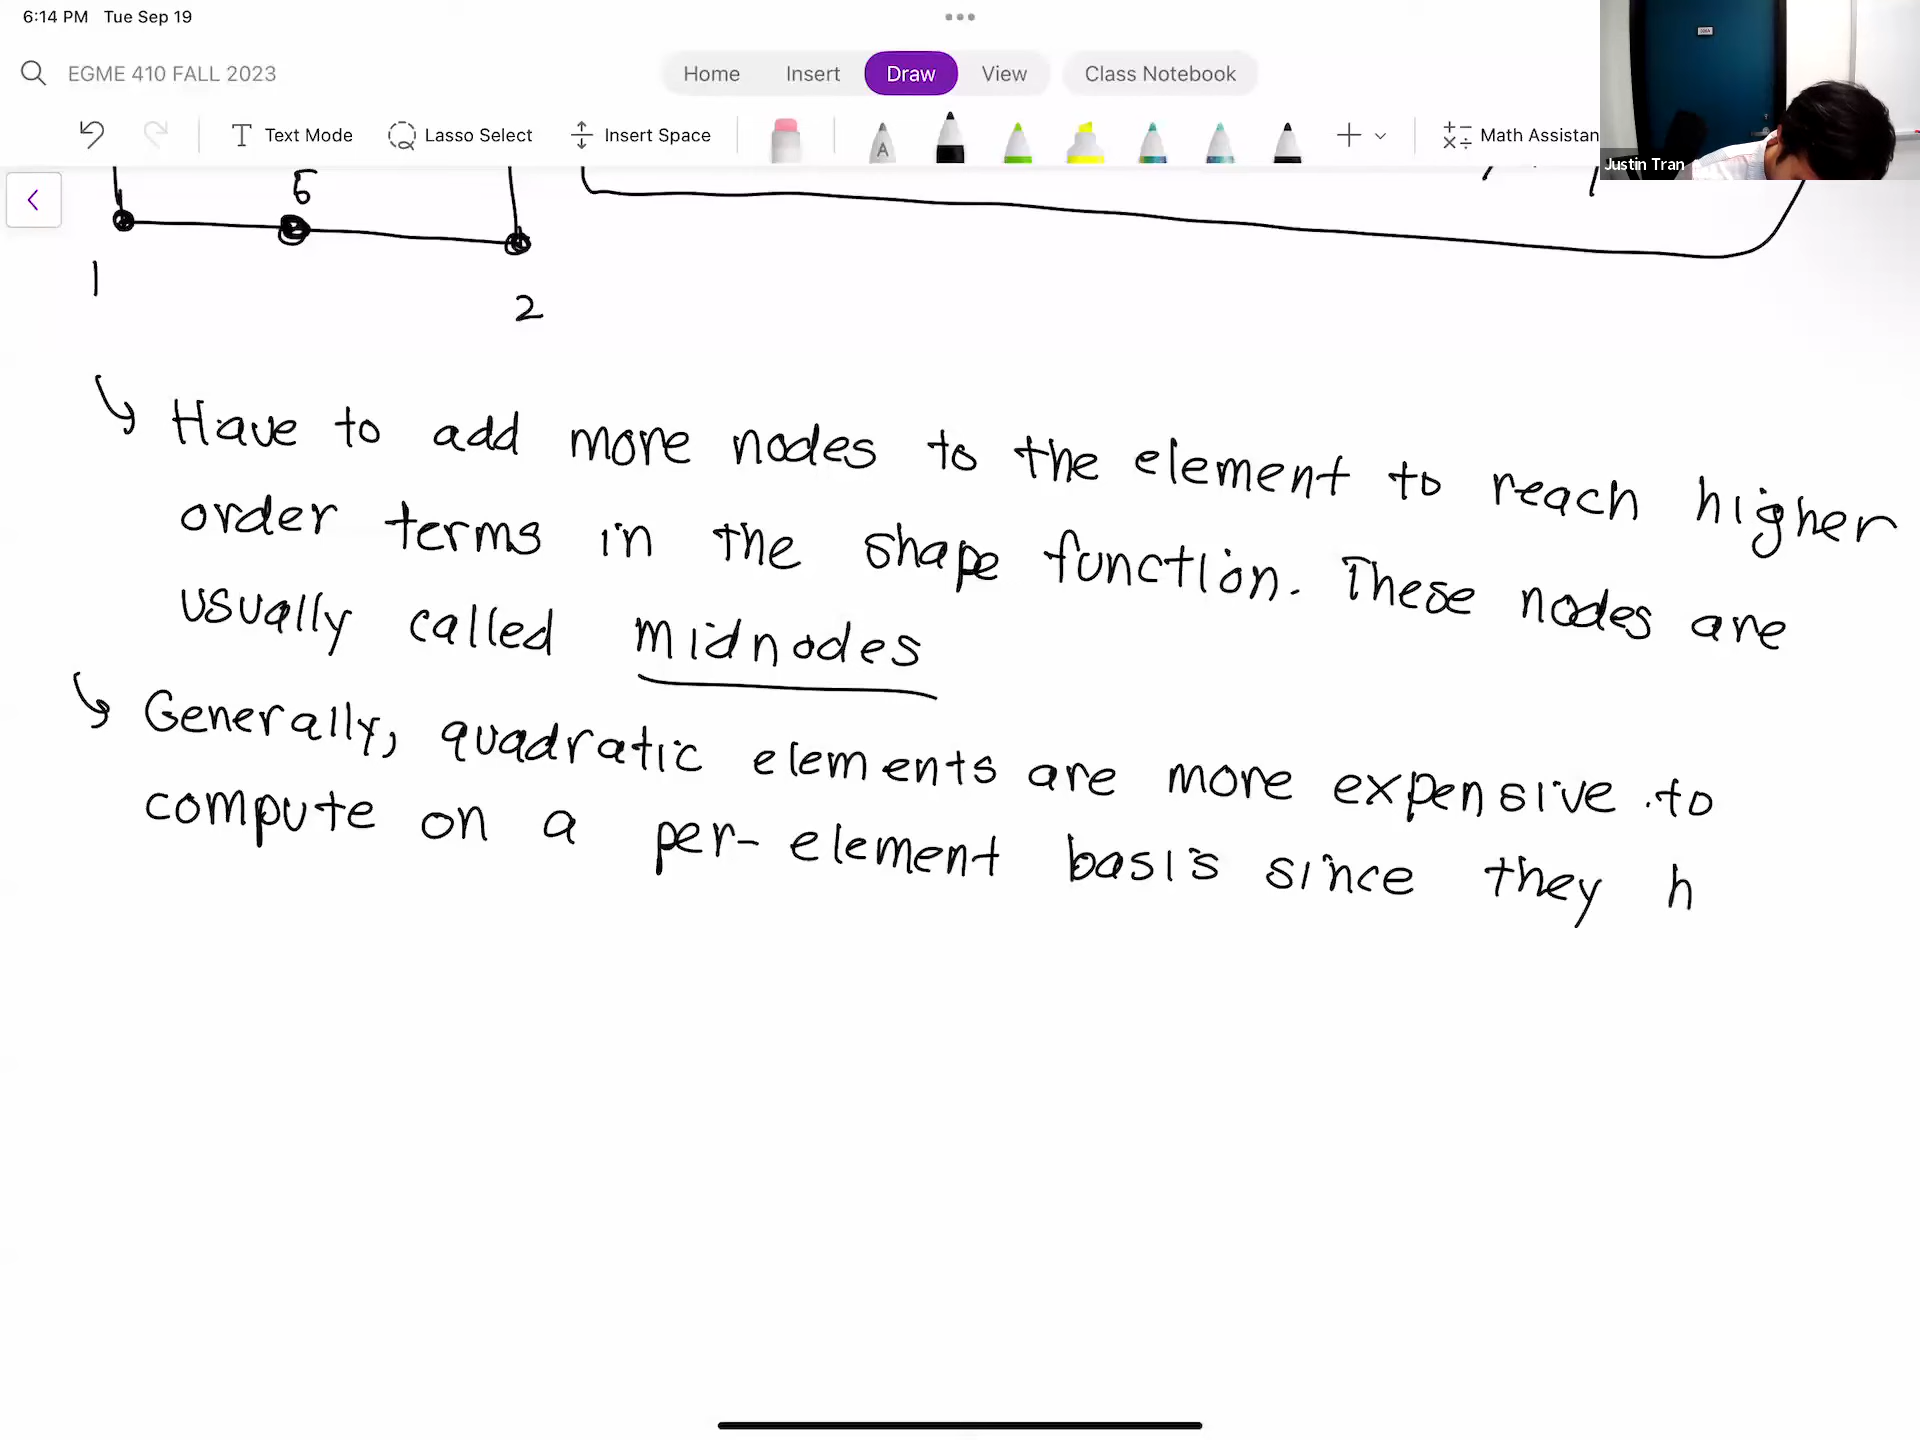 6:14 PM Tue Sep 19
EGME 410 FALL 2023
Home Insert Draw View Class Notebook
Text Mode Lasso Select Insert Space A Math Assistan
Justin Tran
5
1
2
Have to add more nodes to the element to reach higher
order terms in the shape function. These nodes are
usually called midnodes
Generally, quadratic elements are more expensive to
compute on a per-element basis since they h